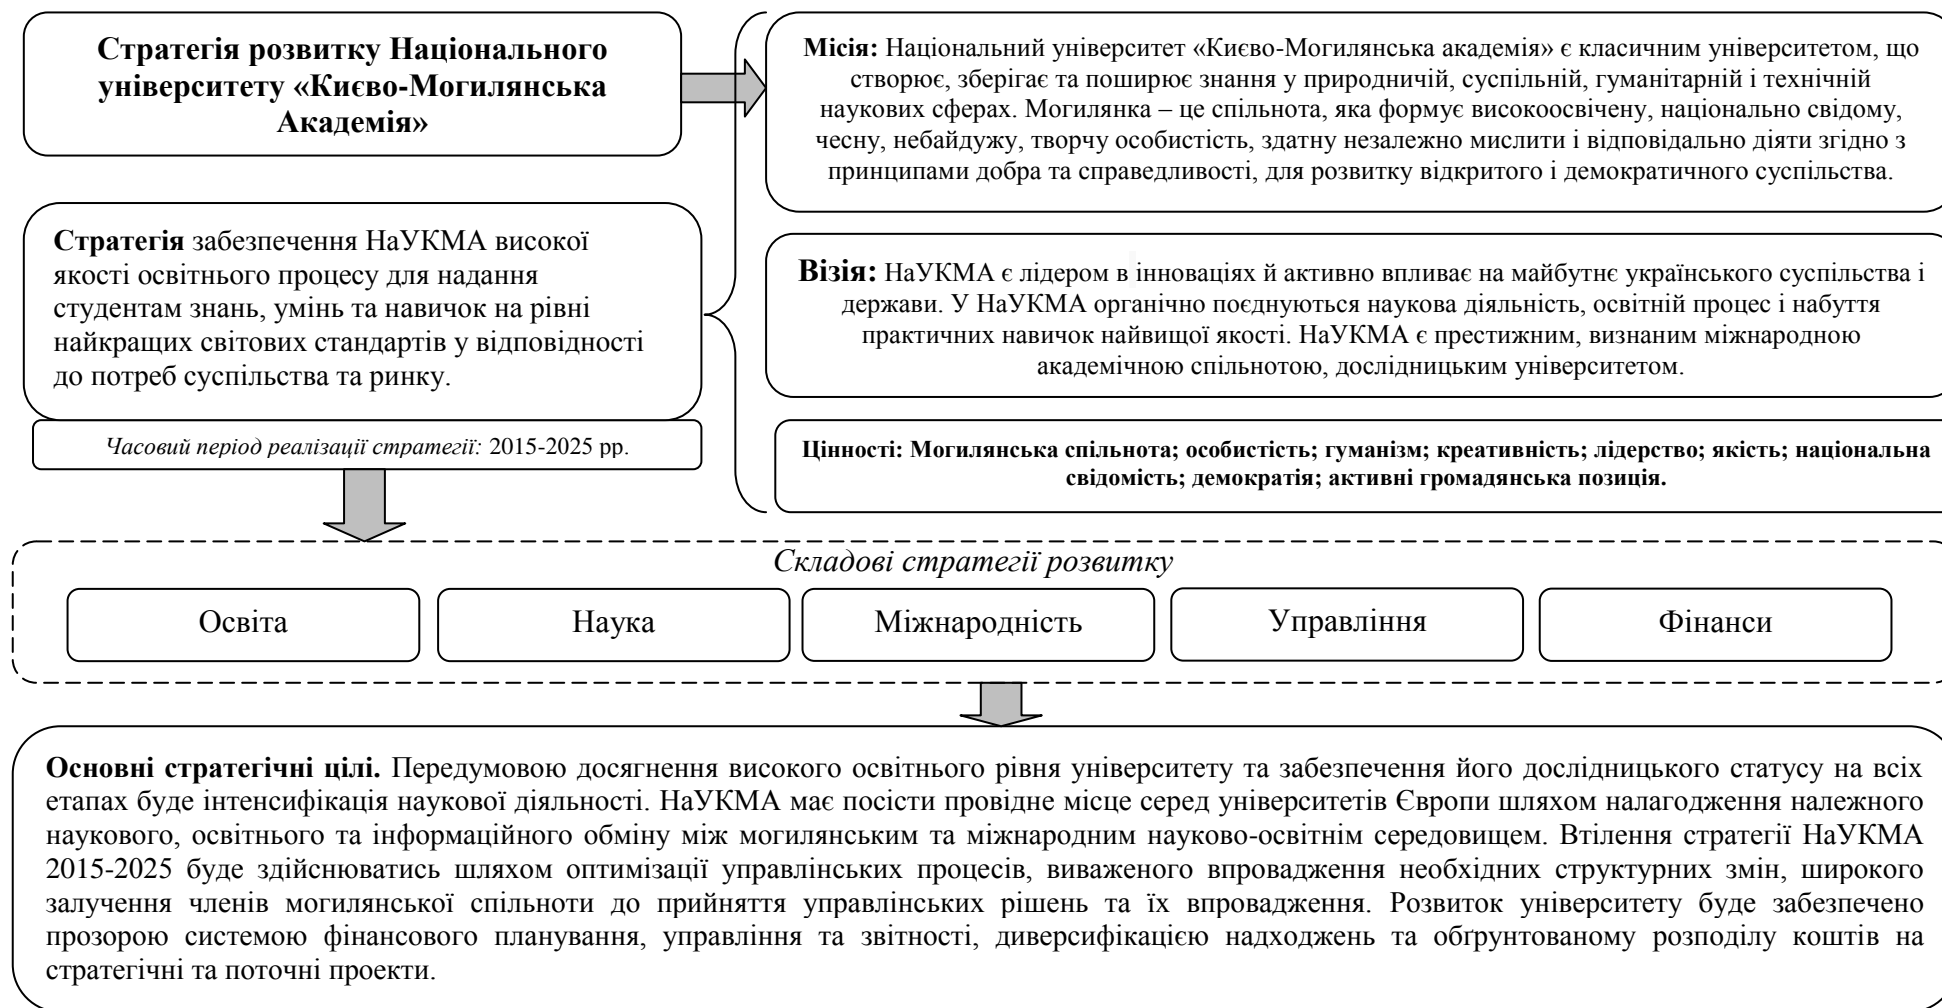 Стратегія розвитку Національного
університету «Києво-Могилянська
Академія»
Місія: Національний університет «Києво-Могилянська академія» є класичним університетом, що
створює, зберігає та поширює знання у природничій, суспільній, гуманітарній і технічній
наукових сферах. Могилянка – це спільнота, яка формує високоосвічену, національно свідому,
чесну, небайдужу, творчу особистість, здатну незалежно мислити і відповідально діяти згідно з
принципами добра та справедливості, для розвитку відкритого і демократичного суспільства.
Стратегія забезпечення НаУКМА високої
якості освітнього процесу для надання
студентам знань, умінь та навичок на рівні
найкращих світових стандартів у відповідності
до потреб суспільства та ринку.
Візія: НаУКМА є лідером в інноваціях й активно впливає на майбутнє українського суспільства і
держави. У НаУКМА органічно поєднуються наукова діяльність, освітній процес і набуття
практичних навичок найвищої якості. НаУКМА є престижним, визнаним міжнародною
академічною спільнотою, дослідницьким університетом.
Часовий період реалізації стратегії: 2015-2025 рр.
Цінності: Могилянська спільнота; особистість; гуманізм; креативність; лідерство; якість; національна
свідомість; демократія; активні громадянська позиція.
Складові стратегії розвитку
Освіта
Наука
Міжнародність
Управління
Фінанси
Основні стратегічні цілі. Передумовою досягнення високого освітнього рівня університету та забезпечення його дослідницького статусу на всіх
етапах буде інтенсифікація наукової діяльності. НаУКМА має посісти провідне місце серед університетів Європи шляхом налагодження належного
наукового, освітнього та інформаційного обміну між могилянським та міжнародним науково-освітнім середовищем. Втілення стратегії НаУКМА
2015-2025 буде здійснюватись шляхом оптимізації управлінських процесів, виваженого впровадження необхідних структурних змін, широкого
залучення членів могилянської спільноти до прийняття управлінських рішень та їх впровадження. Розвиток університету буде забезпечено
прозорою системою фінансового планування, управління та звітності, диверсифікацією надходжень та обґрунтованому розподілу коштів на
стратегічні та поточні проекти.